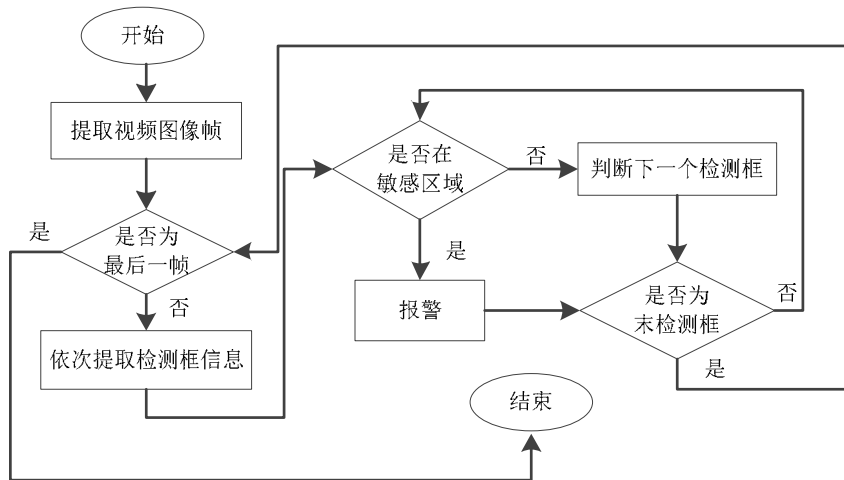 开始
提取视频图像帧
是
是否为
最后一帧
否
依次提取检测框信息
是否在
敏感区域
否
判断下一个检测框
是
报警
是否为
末检测框
否
是
结束